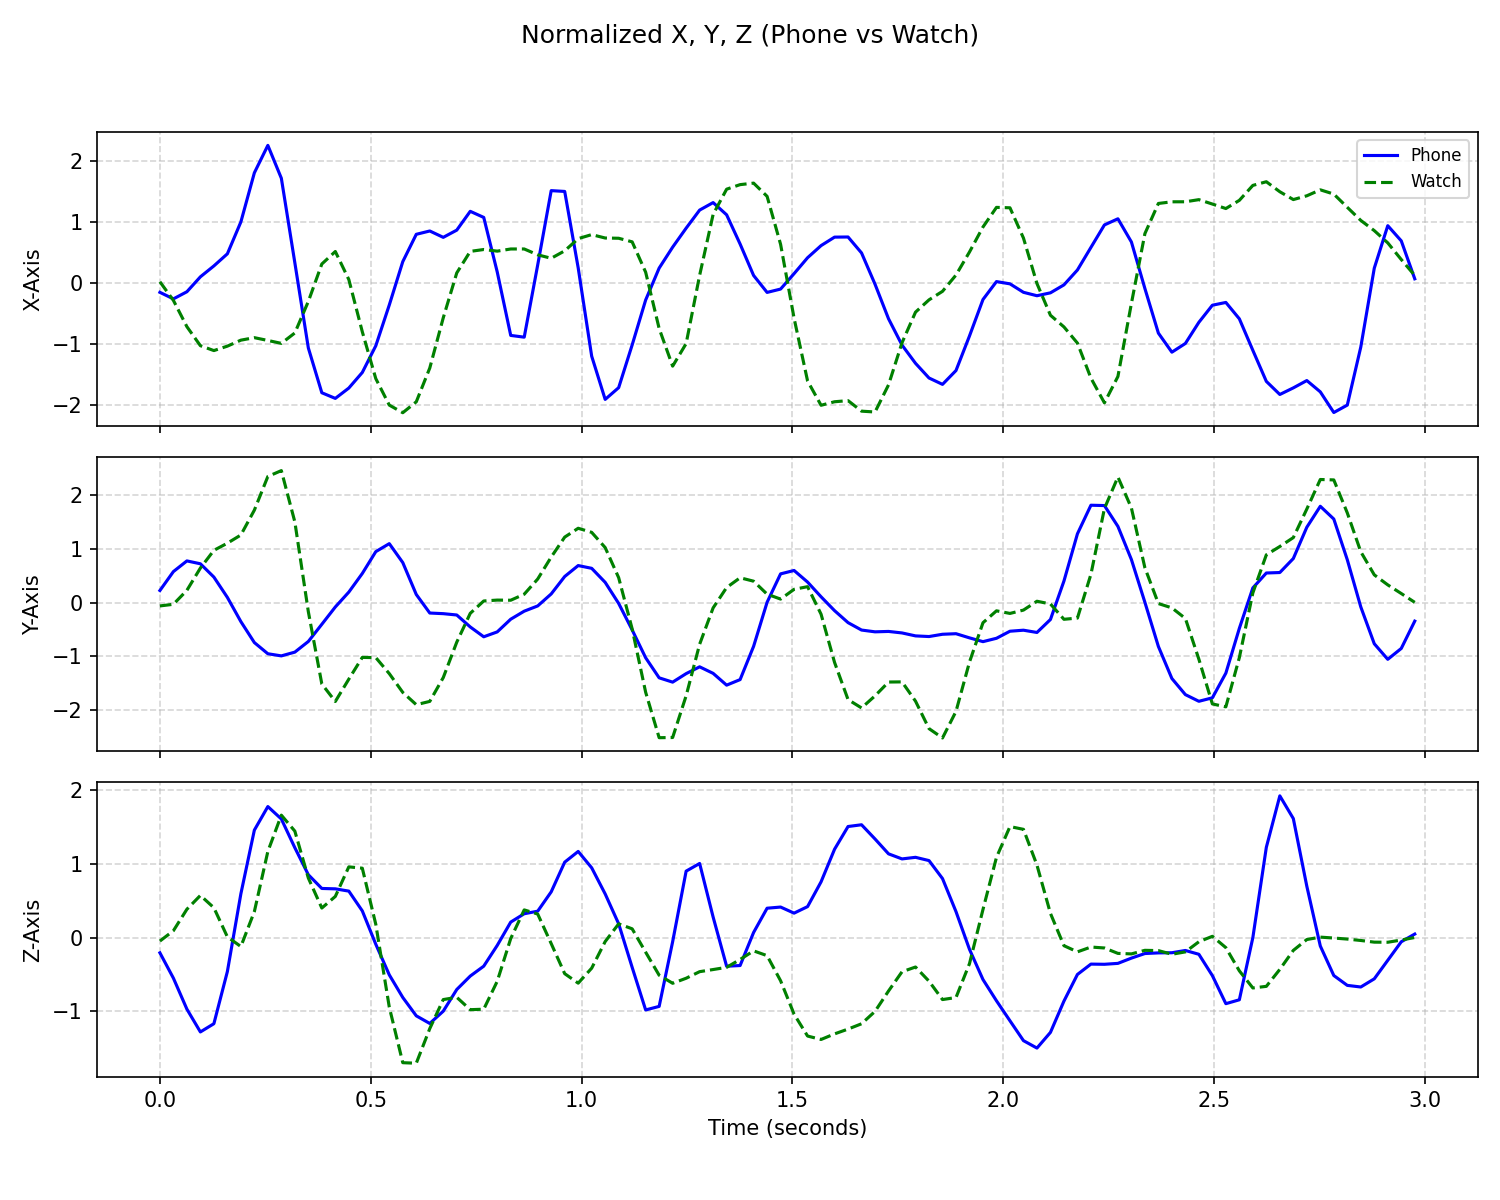 Normalized X, Y, Z (Phone vs Watch)
Phone
Watch
X-Axis
2
1
0
−1
−2
Y-Axis
2
1
0
−1
−2
Z-Axis
2
1
0
−1
0.0 0.5 1.0 1.5 2.0 2.5 3.0
Time (seconds)